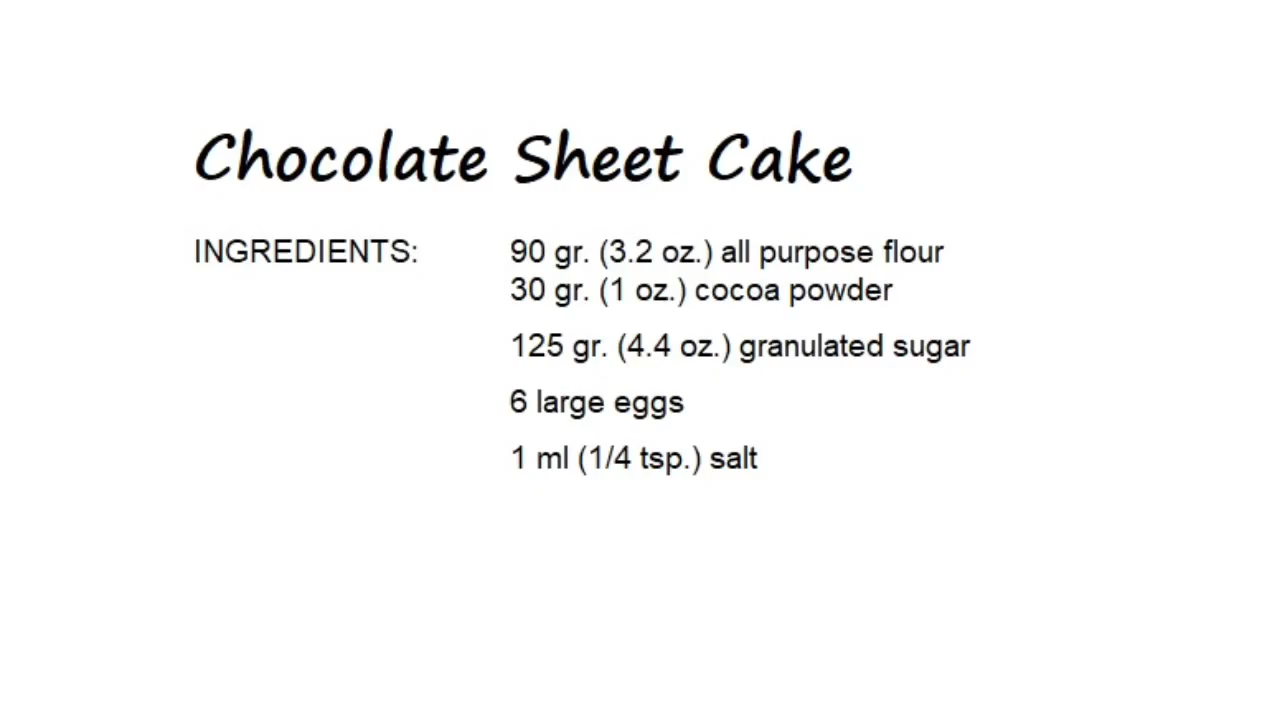 Chocolate Sheet Cake
INGREDIENTS: 90 gr. (3.2 oz.) all purpose flour
30 gr. (1 oz.) cocoa powder
125 gr. (4.4 oz.) granulated sugar
6 large eggs
1 ml (1/4 tsp.) salt